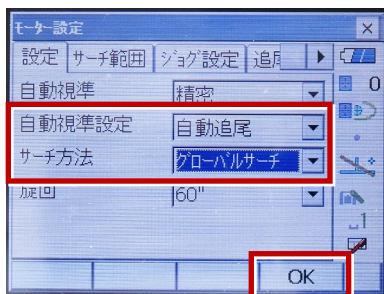 モーター設定
設定 サーチ範囲 ジョグ設定 追尾
自動視準 精密
自動視準設定 自動追尾
サーチ方法 グローバルサーチ
旋回 60"
OK
0
1